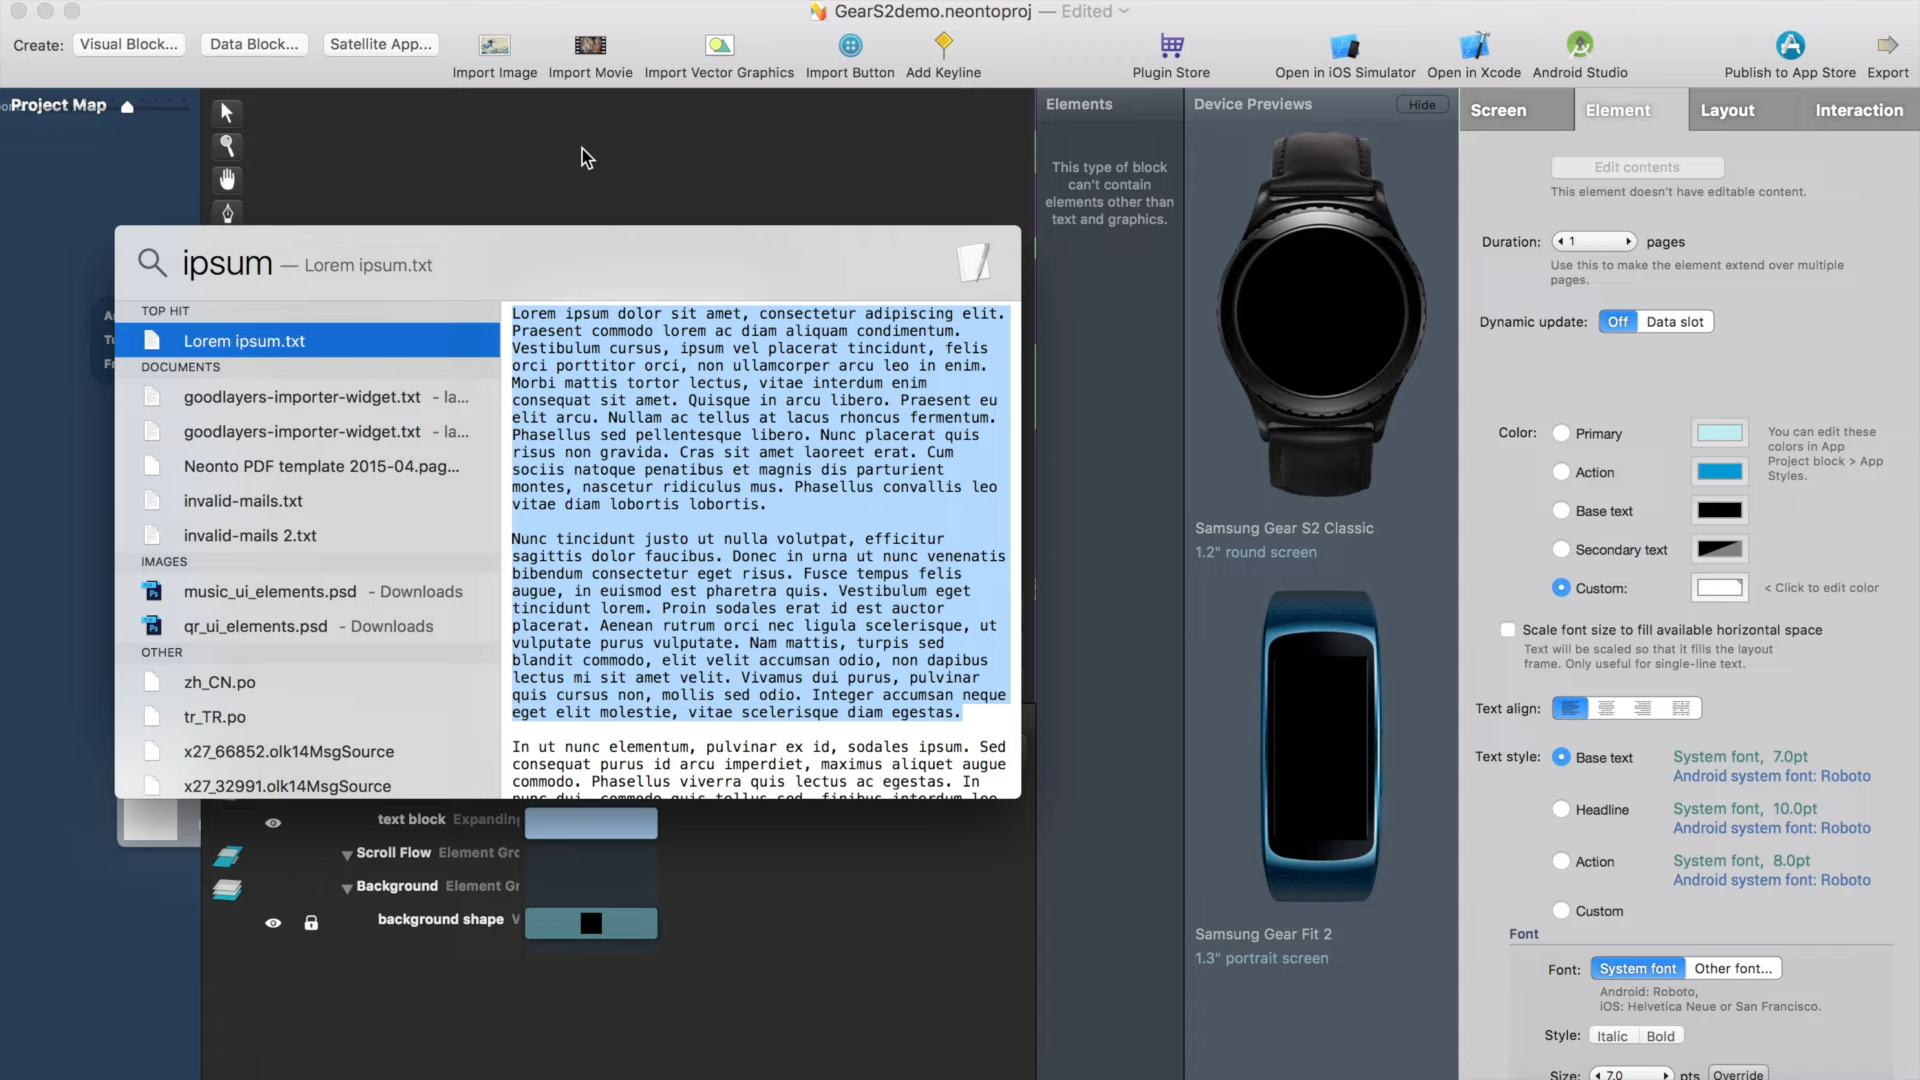 GearS2demo.neontoproj — Edited
Create: Visual Block... Data Block... Satellite App...
Import Image Import Movie Import Vector Graphics Import Button Add Keyline Plugin Store Open in iOS Simulator Open in Xcode Android Studio Publish to App Store Export
Project Map
Elements
This type of block
can't contain
elements other than
text and graphics.
Device Previews Hide
Samsung Gear S2 Classic
1.2" round screen
Samsung Gear Fit 2
1.3" portrait screen
Screen Element Layout Interaction
Edit contents
This element doesn't have editable content.
Duration: 1 pages
Use this to make the element extend over multiple
pages.
Dynamic update: Off Data slot
Color: Primary
Action
Base text
Secondary text
Custom: < Click to edit color
You can edit these
colors in App
Project block > App
Styles.
Scale font size to fill available horizontal space
Text will be scaled so that it fills the layout
frame. Only useful for single-line text.
Text align:
Text style: Base text System font, 7.0pt
Android system font: Roboto
Headline System font, 10.0pt
Android system font: Roboto
Action System font, 8.0pt
Android system font: Roboto
Custom
Font
Font: System font Other font...
Android: Roboto,
iOS: Helvetica Neue or San Francisco.
Style: Italic Bold
Size: 7.0 pts Override
ipsum — Lorem ipsum.txt
TOP HIT
Lorem ipsum.txt
DOCUMENTS
goodlayers-importer-widget.txt - la...
goodlayers-importer-widget.txt - la...
Neonto PDF template 2015-04.pag...
invalid-mails.txt
invalid-mails 2.txt
IMAGES
music_ui_elements.psd - Downloads
qr_ui_elements.psd - Downloads
OTHER
zh_CN.po
tr_TR.po
x27_66852.olk14MsgSource
x27_32991.olk14MsgSource
Lorem ipsum dolor sit amet, consectetur adipiscing elit.
Praesent commodo lorem ac diam aliquam condimentum.
Vestibulum cursus, ipsum vel placerat tincidunt, felis
orci porttitor orci, non ullamcorper arcu leo in enim.
Morbi mattis tortor lectus, vitae interdum enim
consequat sit amet. Quisque in arcu libero. Praesent eu
elit arcu. Nullam ac tellus at lacus rhoncus fermentum.
Phasellus sed pellentesque libero. Nunc placerat quis
risus non gravida. Cras sit amet laoreet erat. Cum
sociis natoque penatibus et magnis dis parturient
montes, nascetur ridiculus mus. Phasellus convallis leo
vitae diam lobortis lobortis.
Nunc tincidunt justo ut nulla volutpat, efficitur
sagittis dolor faucibus. Donec in urna ut nunc venenatis
bibendum consectetur eget risus. Fusce tempus felis
augue, in euismod est pharetra quis. Vestibulum eget
tincidunt lorem. Proin sodales erat id est auctor
placerat. Aenean rutrum orci nec ligula scelerisque, ut
vulputate purus vulputate. Nam mattis, turpis sed
blandit commodo, elit velit accumsan odio, non dapibus
lectus mi sit amet velit. Vivamus dui purus, pulvinar
quis cursus non, mollis sed odio. Integer accumsan neque
eget elit molestie, vitae scelerisque diam egestas.
In ut nunc elementum, pulvinar ex id, sodales ipsum. Sed
consequat purus id arcu imperdiet, maximus aliquet augue
commodo. Phasellus viverra quis lectus ac egestas. In
text block Expanding
Scroll Flow Element Gro
Background Element Gr
background shape V